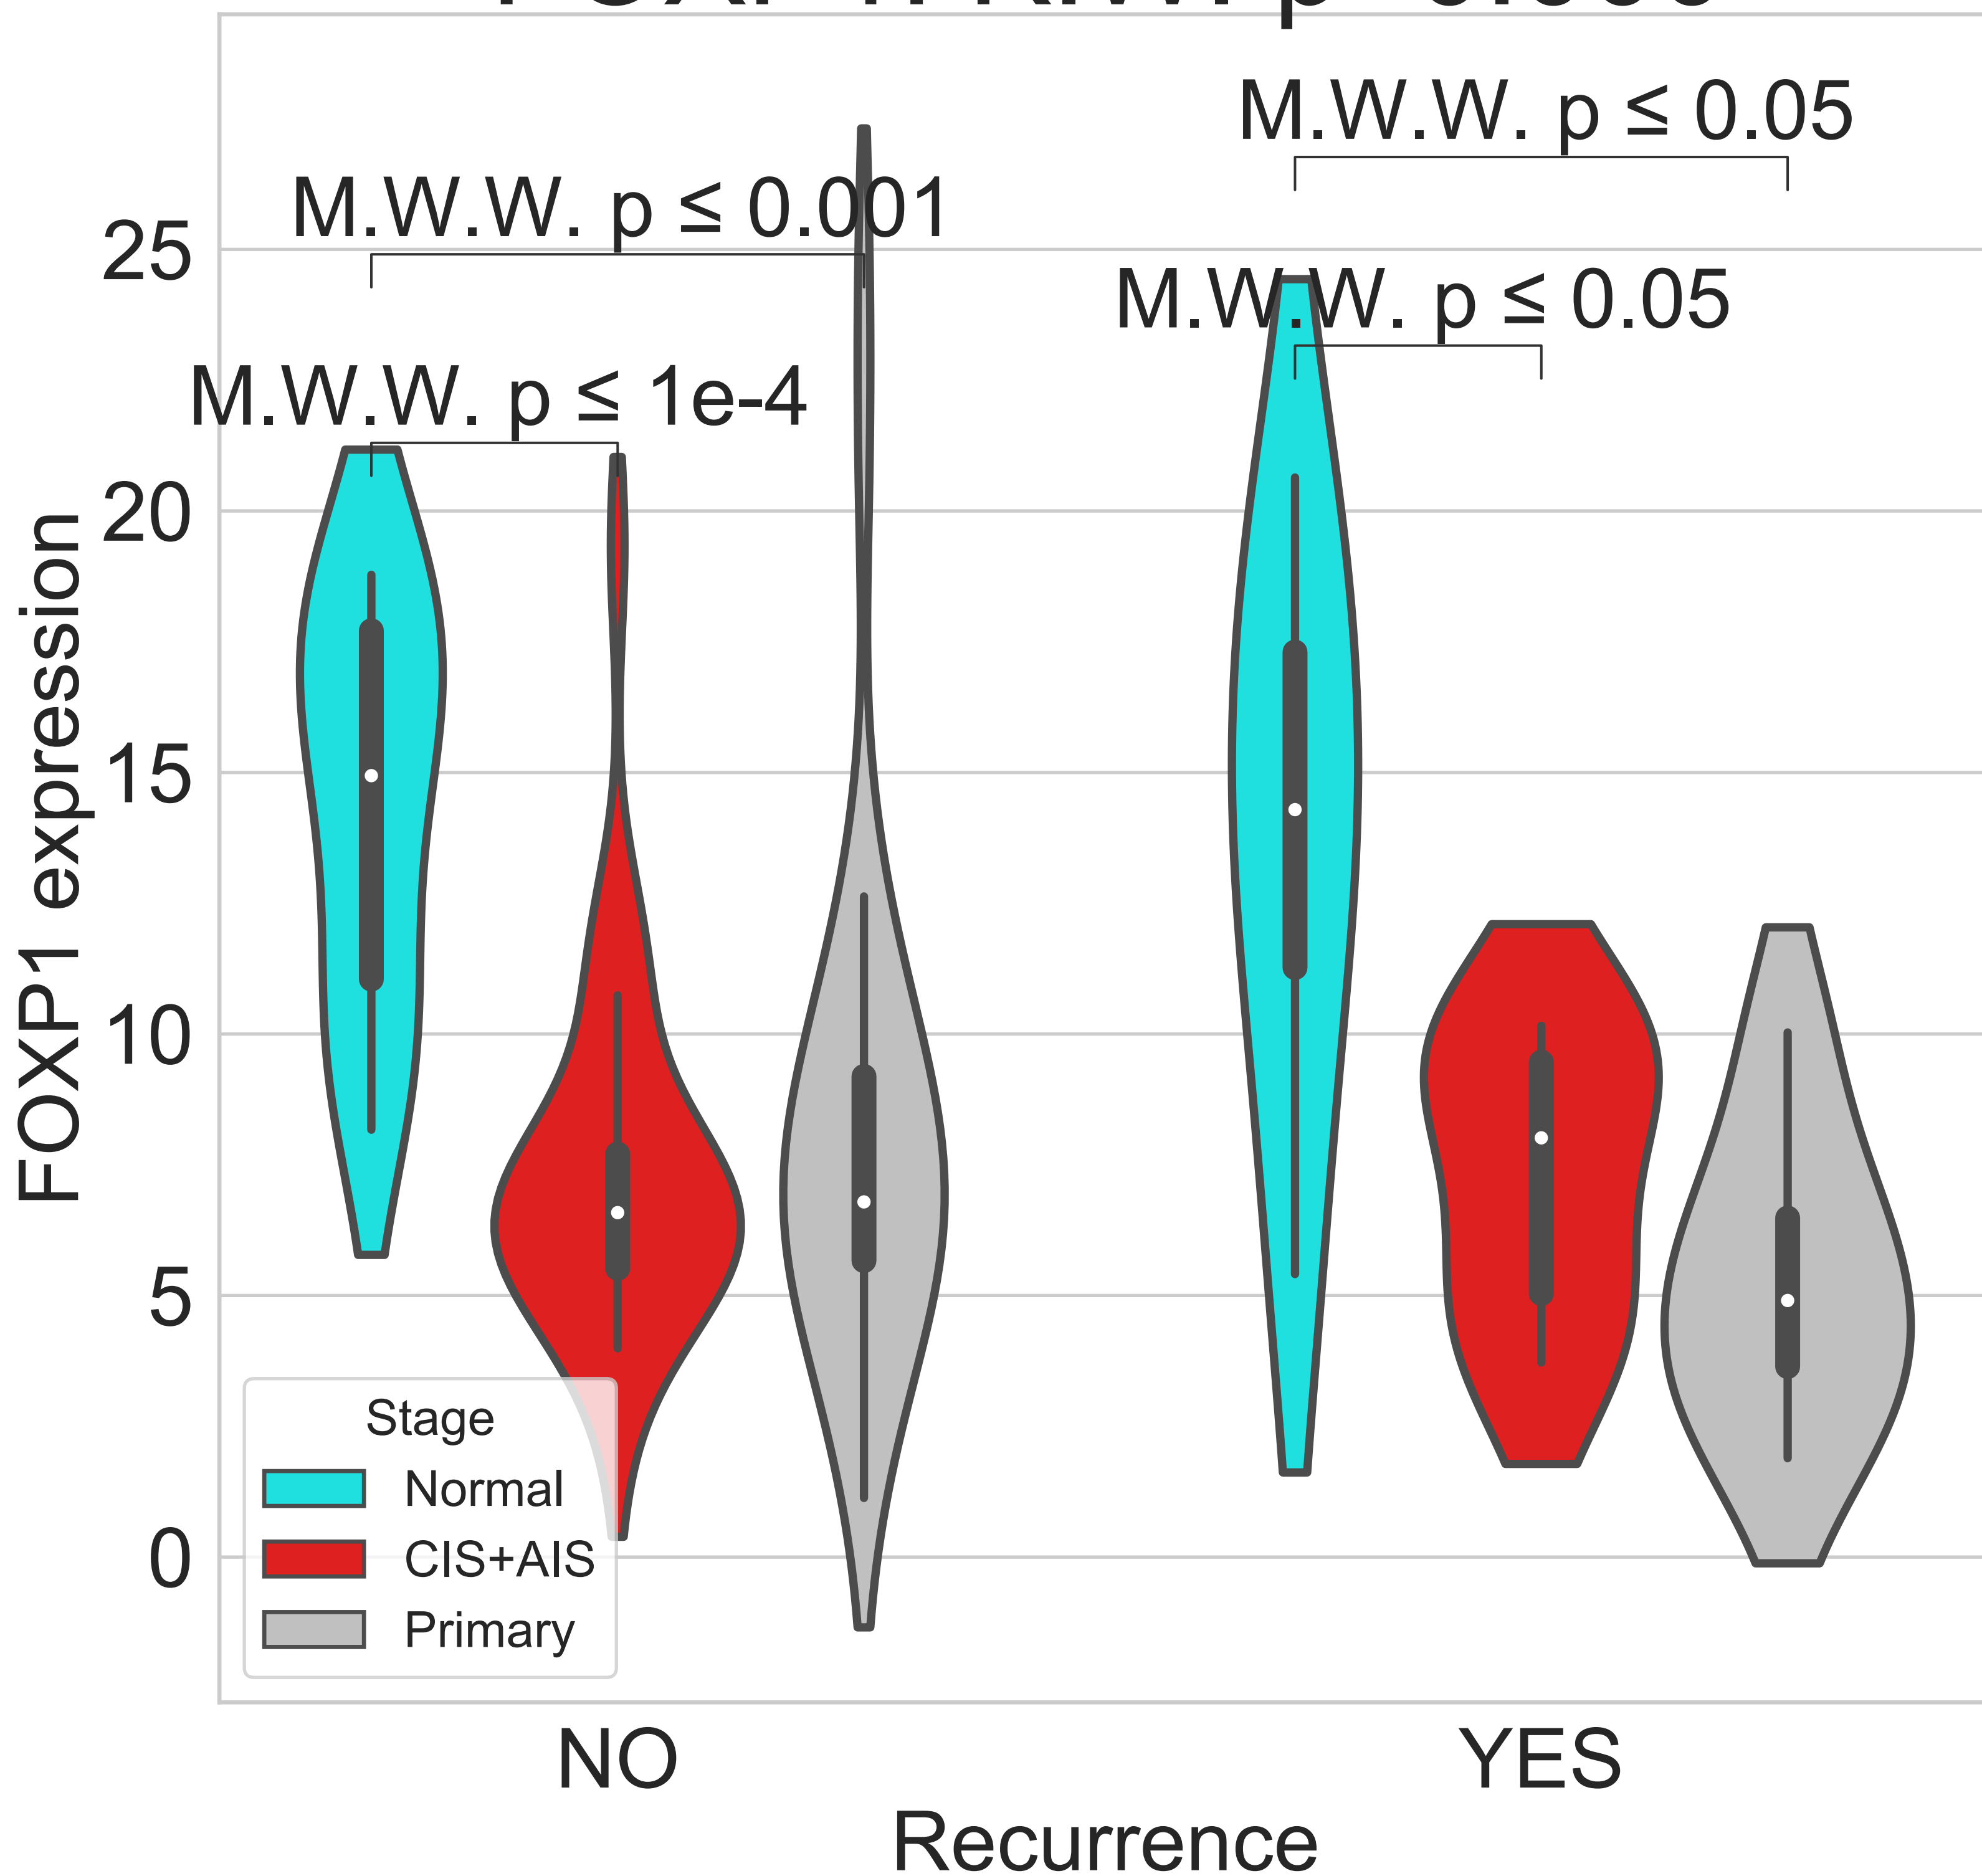 M.W.W. p ≤ 0.05
M.W.W. p ≤ 0.001
M.W.W. p ≤ 0.05
M.W.W. p ≤ 1e-4
25
20
15
10
5
0
FOXP1 expression
Stage
Normal
CIS+AIS
Primary
NO
YES
Recurrence